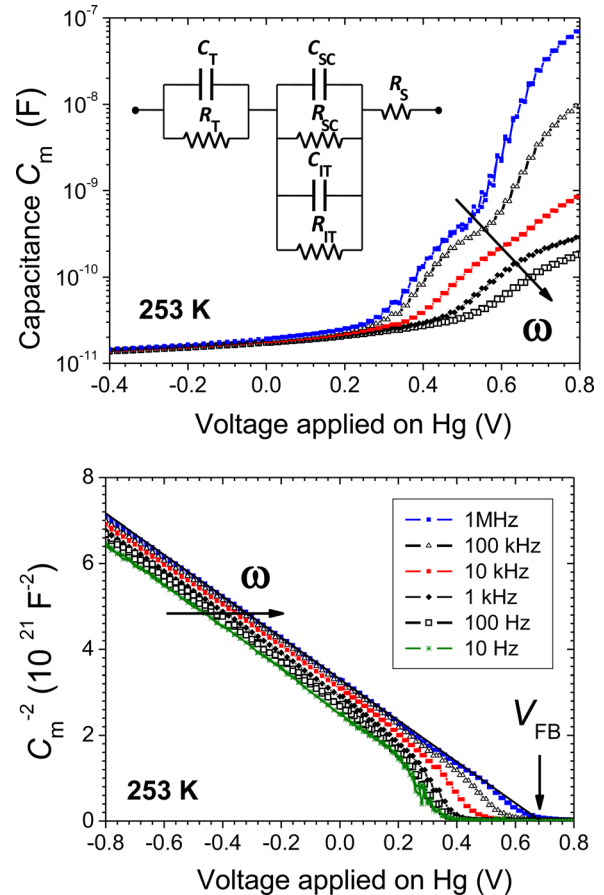 10⁻⁷
10⁻⁸
10⁻⁹
10⁻¹⁰
10⁻¹¹
Capacitance Cₘ (F)
C_T
R_T
C_SC
R_SC
C_IT
R_IT
R_S
253 K
ω
-0.4 -0.2 0.0 0.2 0.4 0.6 0.8
Voltage applied on Hg (V)
8
6
4
2
0
Cₘ⁻² (10²¹ F⁻²)
ω
1MHz
100 kHz
10 kHz
1 kHz
100 Hz
10 Hz
V_FB
253 K
-0.8 -0.6 -0.4 -0.2 0.0 0.2 0.4 0.6 0.8
Voltage applied on Hg (V)